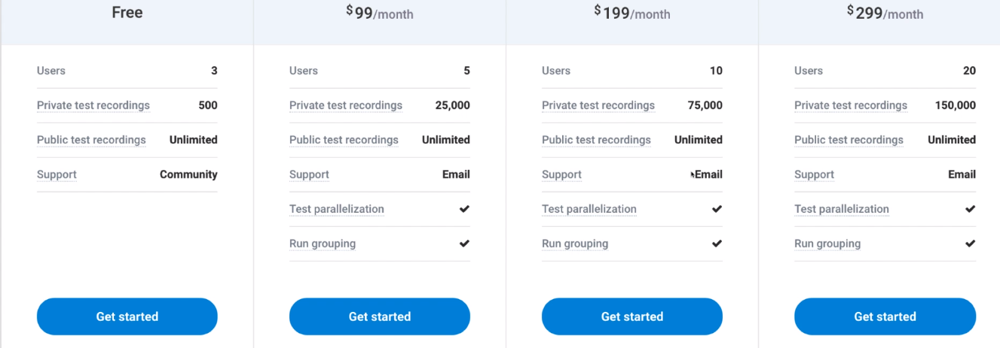 Free
Users 3
Private test recordings 500
Public test recordings Unlimited
Support Community
Get started
$99/month
Users 5
Private test recordings 25,000
Public test recordings Unlimited
Support Email
Test parallelization ✔
Run grouping ✔
Get started
$199/month
Users 10
Private test recordings 75,000
Public test recordings Unlimited
Support Email
Test parallelization ✔
Run grouping ✔
Get started
$299/month
Users 20
Private test recordings 150,000
Public test recordings Unlimited
Support Email
Test parallelization ✔
Run grouping ✔
Get started